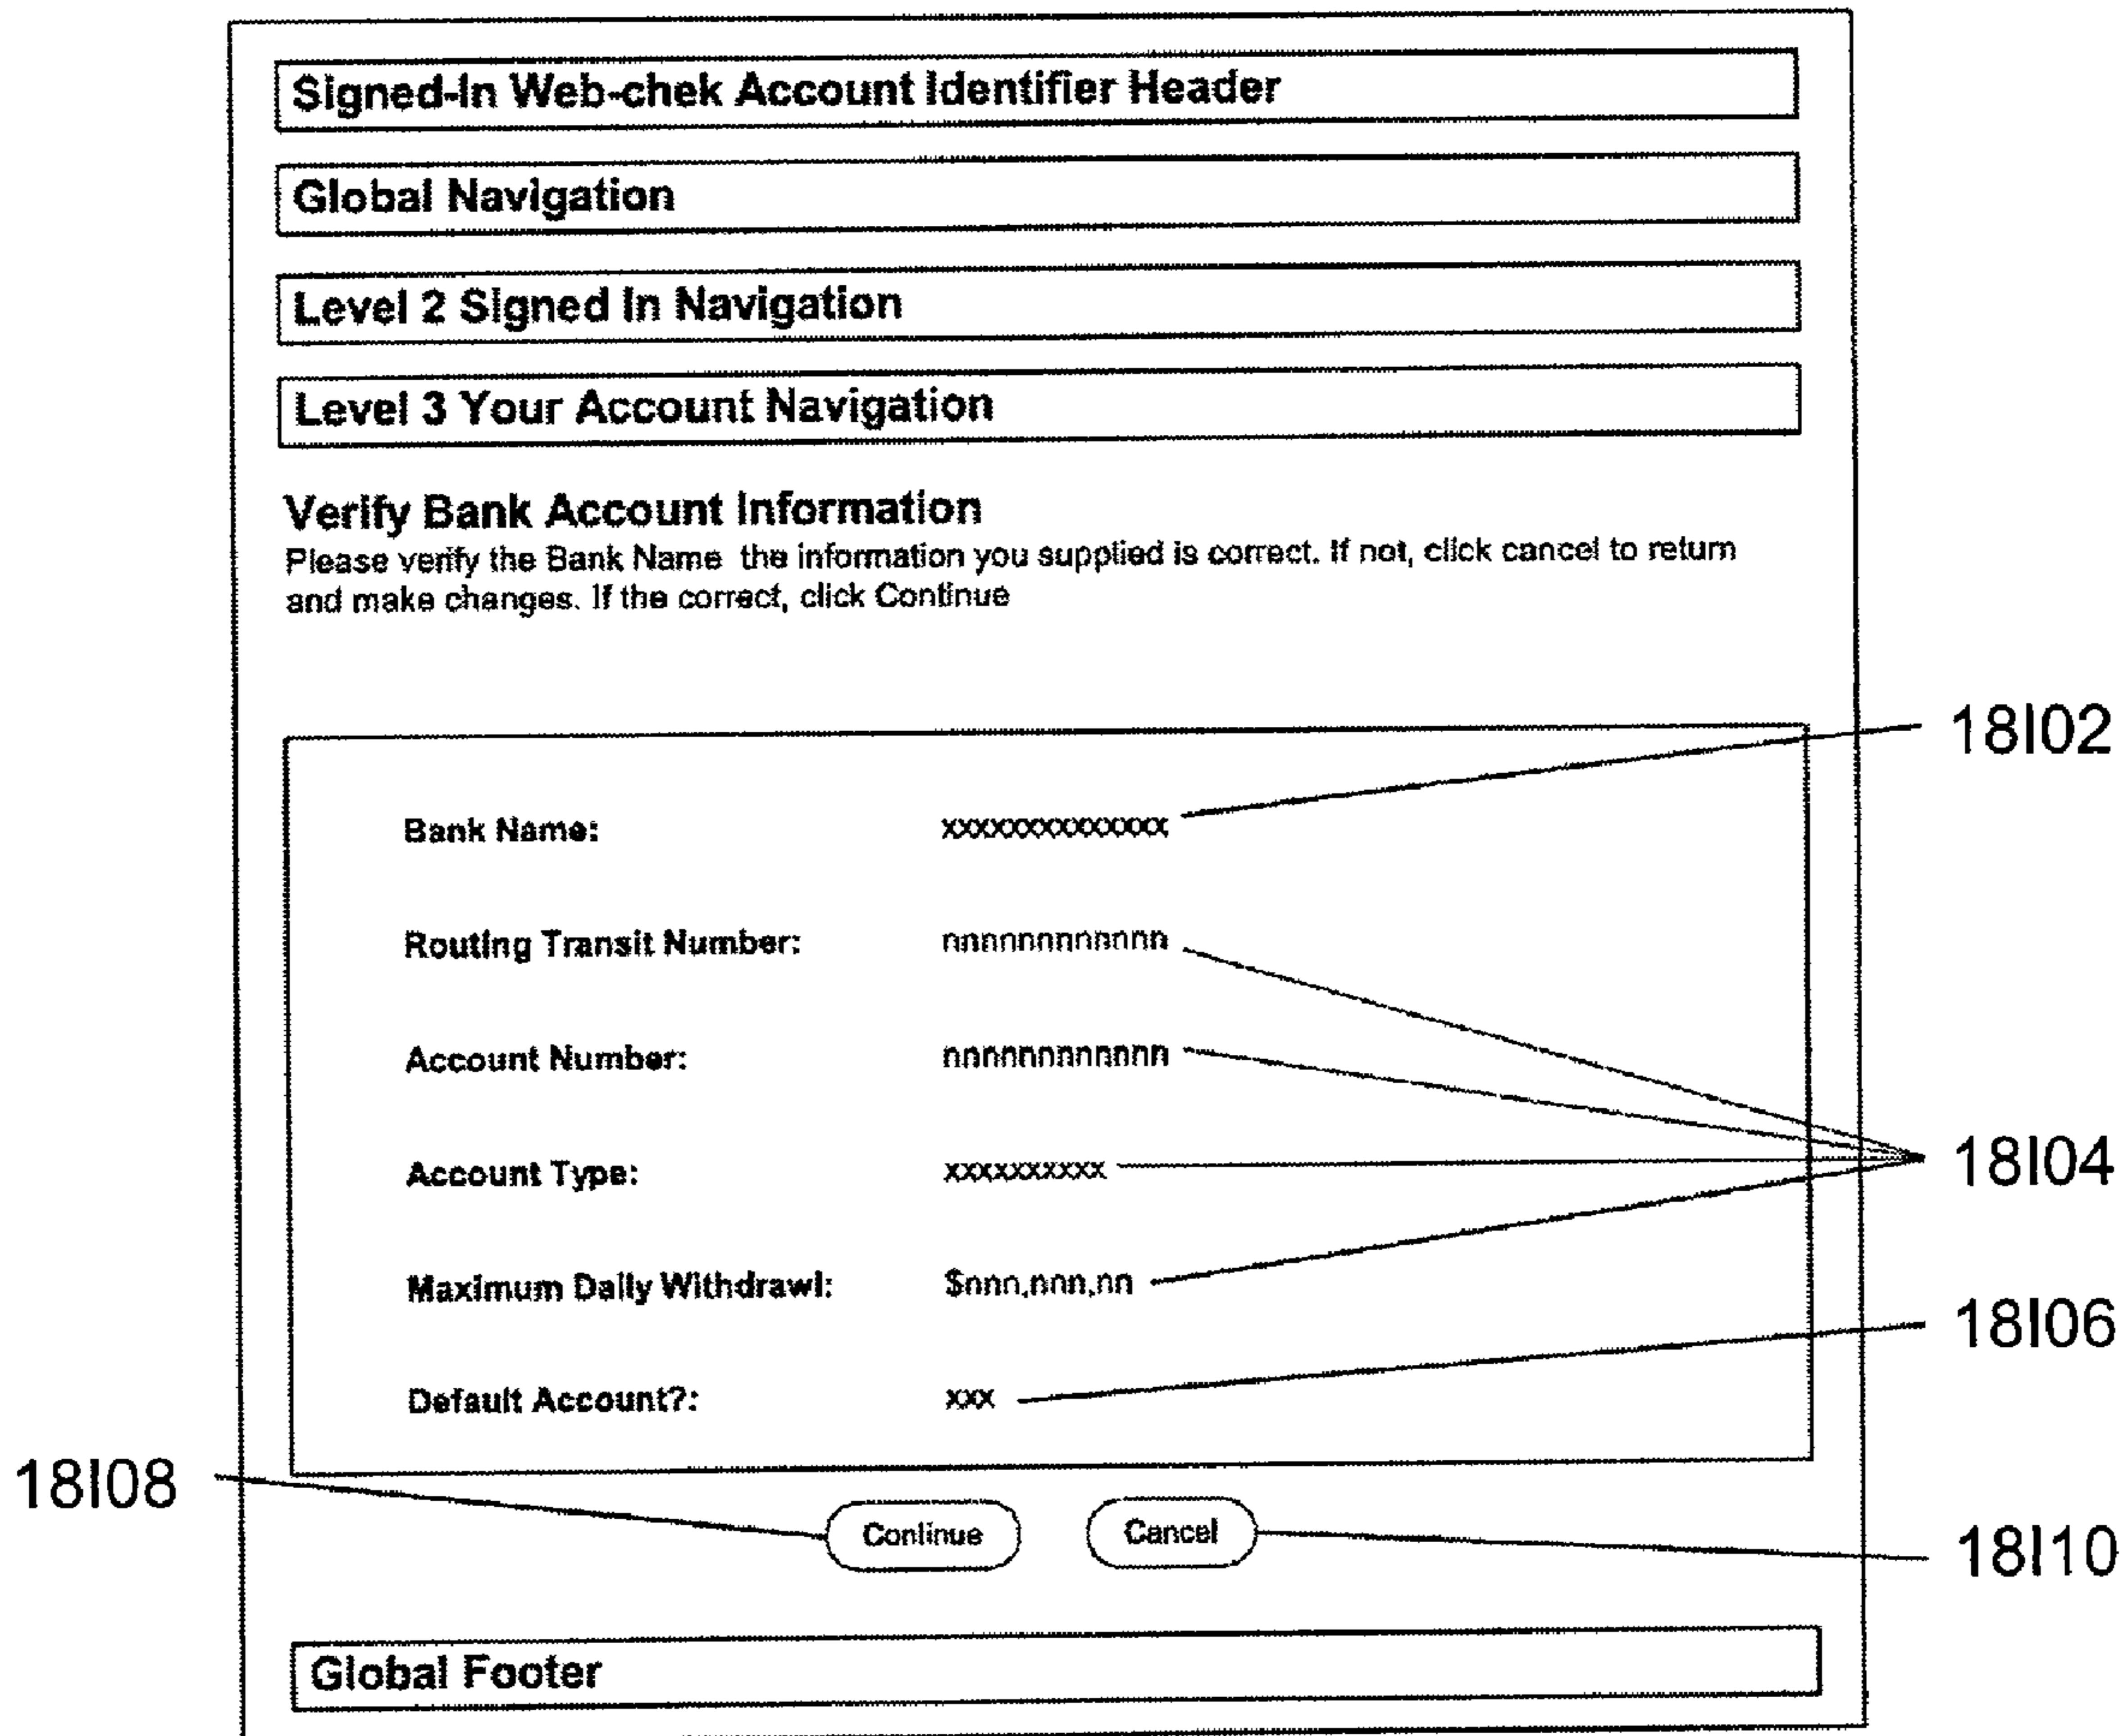 Signed-In Web-chek Account Identifier Header
Global Navigation
Level 2 Signed In Navigation
Level 3 Your Account Navigation
Verify Bank Account Information
Please verify the Bank Name the information you supplied is correct. If not, click cancel to return
and make changes. If the correct, click Continue
18I02
Bank Name: xxxxxxxxxxxxxx
Routing Transit Number: nnnnnnnnnnnn
Account Number: nnnnnnnnnnnn
Account Type: xxxxxxxxxx
18I04
Maximum Daily Withdrawl: $nnn,nnn,nn
18I06
Default Account?: xxx
18I08
Continue Cancel
18I10
Global Footer